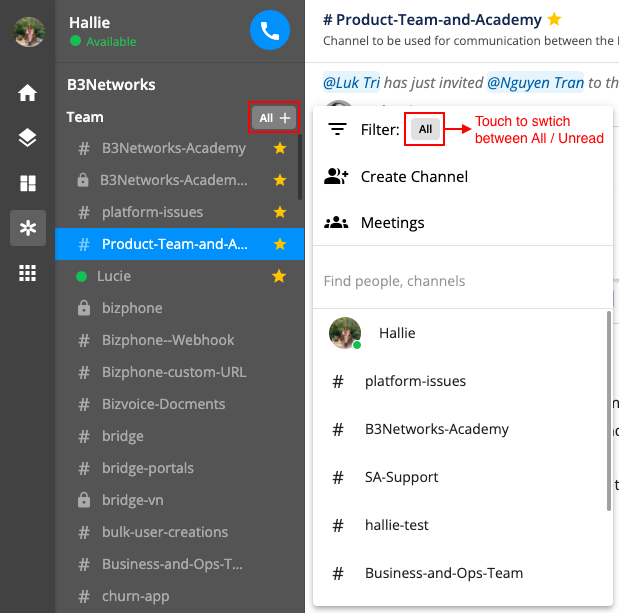 Hallie
Available
B3Networks
Team
All +
# B3Networks-Academy
B3Networks-Academ...
# platform-issues
# Product-Team-and-A...
Lucie
bizphone
# Bizphone--Webhook
# Bizphone-custom-URL
# Bizvoice-Docments
# bridge
# bridge-portals
bridge-vn
# bulk-user-creations
# Business-and-Ops-T...
# churn-app
# Product-Team-and-Academy
Channel to be used for communication between the
@Luk Tri has just invited @Nguyen Tran to th
Filter: All
Touch to swtich
between All / Unread
Create Channel
Meetings
Find people, channels
Hallie
# platform-issues
# B3Networks-Academy
# SA-Support
# hallie-test
# Business-and-Ops-Team